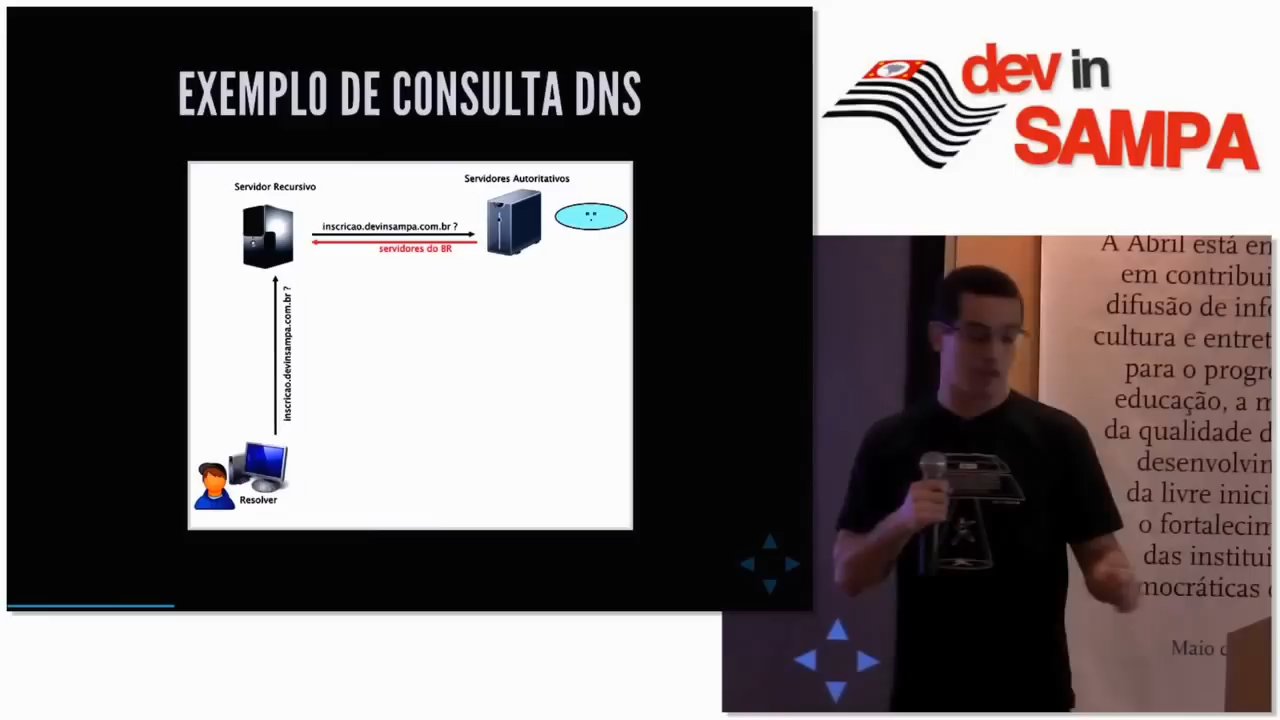 EXEMPLO DE CONSULTA DNS
Servidor Recursivo
Servidores Autoritativos
inscricao.devinsampa.com.br ?
"."
servidores do BR
inscricao.devinsampa.com.br ?
Resolver
dev in
SAMPA
A Abril está en
em contribui
difusão de info
cultura e entret
para o progre
educação, a m
da qualidade d
desenvolvin
da livre inici
o fortalecim
das institui
mocráticas
Maio d